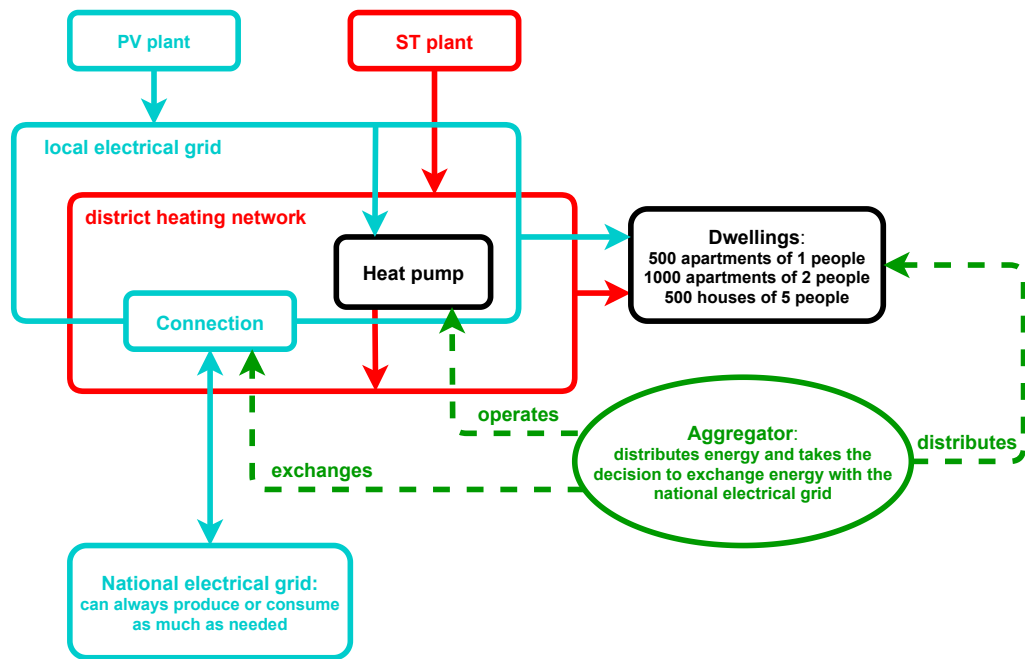 PV plant
ST plant
local electrical grid
district heating network
Heat pump
Connection
Dwellings:
500 apartments of 1 people
1000 apartments of 2 people
500 houses of 5 people
operates
exchanges
Aggregator:
distributes energy and takes the
decision to exchange energy with the
national electrical grid
distributes
National electrical grid:
can always produce or consume
as much as needed